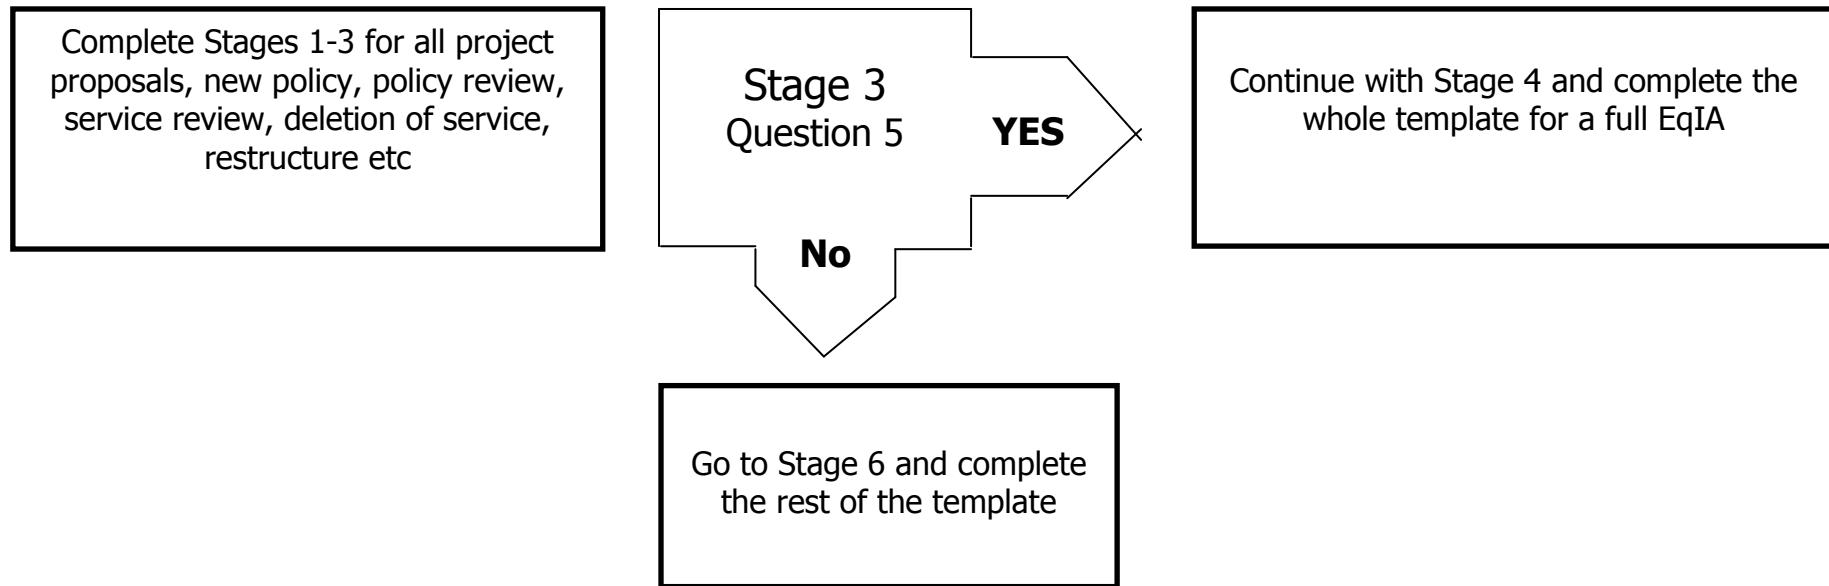 Complete Stages 1-3 for all project
proposals, new policy, policy review,
service review, deletion of service,
restructure etc
Stage 3
Question 5
YES
No
Continue with Stage 4 and complete the
whole template for a full EqIA
Go to Stage 6 and complete
the rest of the template